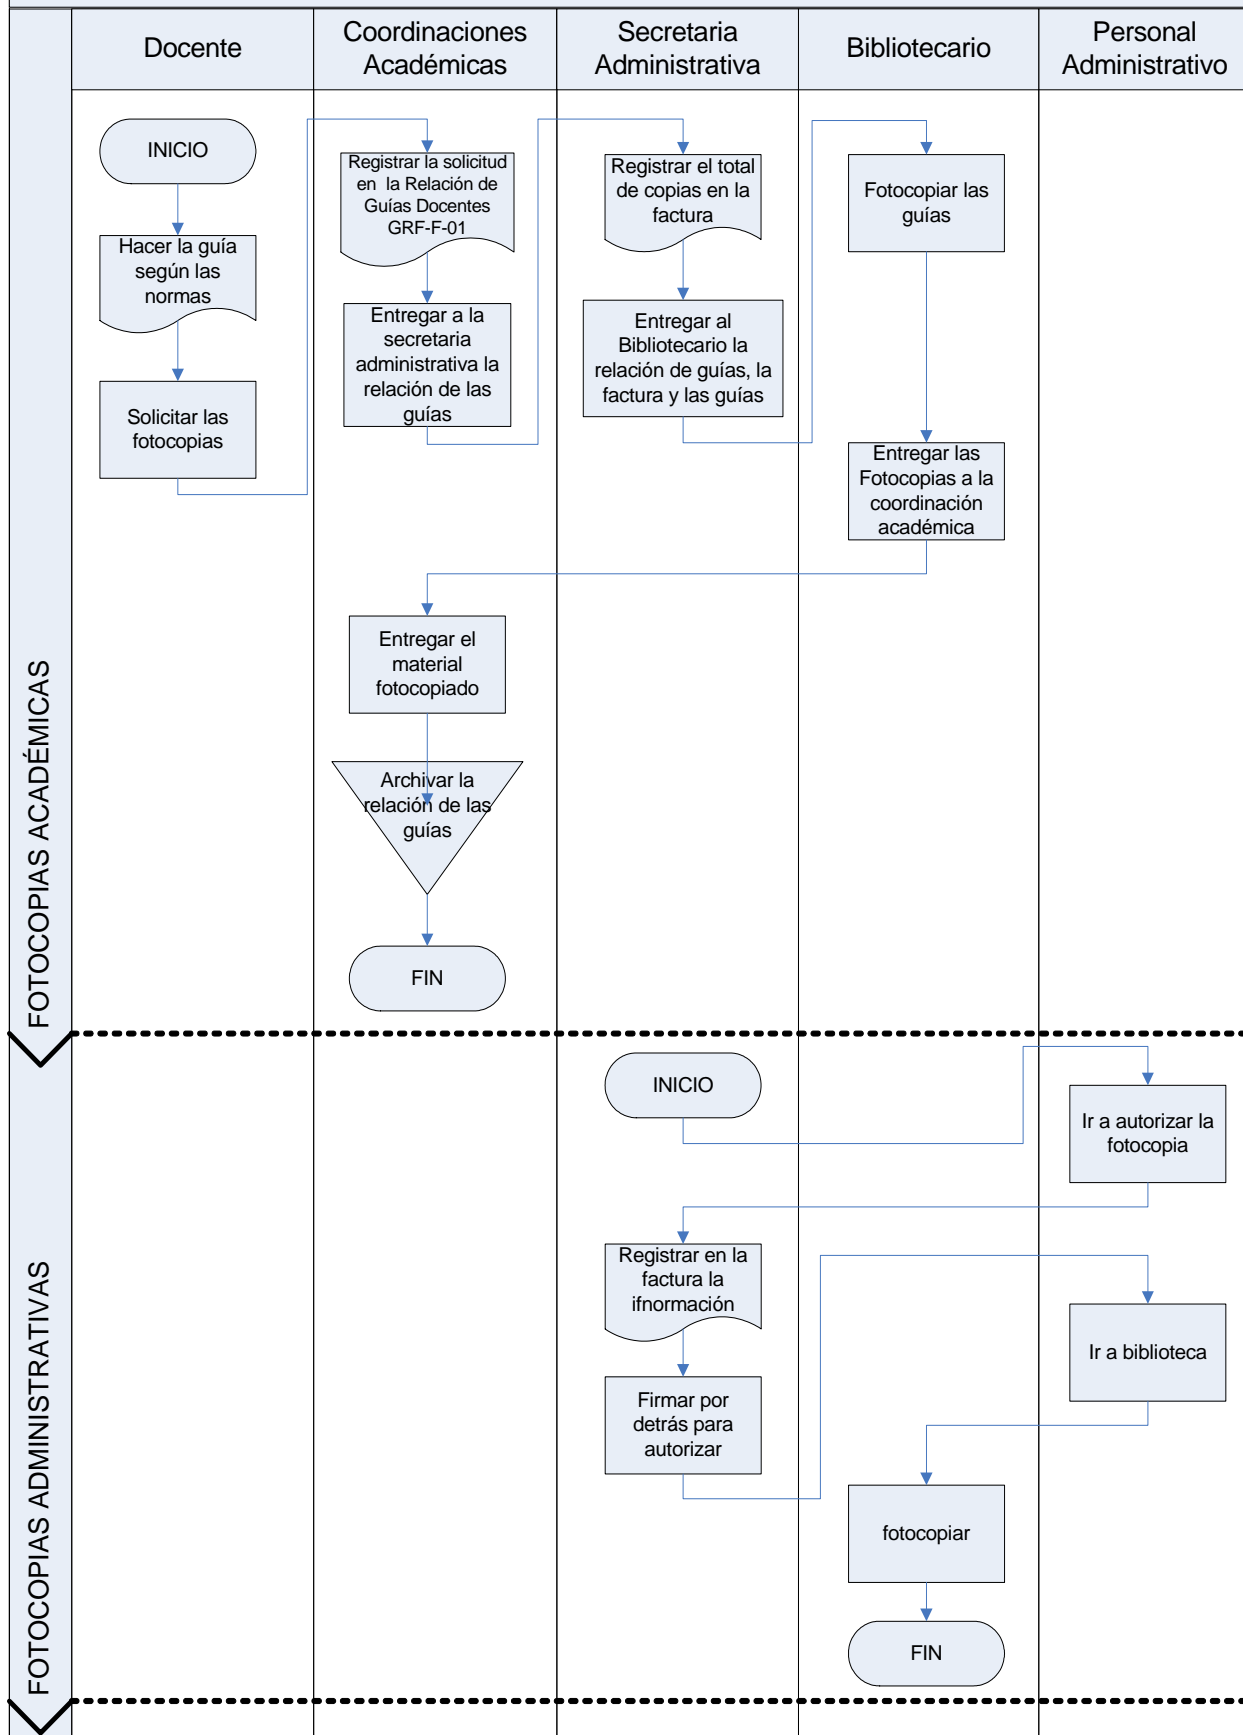 Docente
Coordinaciones
Académicas
Secretaria
Administrativa
Bibliotecario
Personal
Administrativo
FOTOCOPIAS ACADÉMICAS
INICIO
Hacer la guía
según las
normas
Solicitar las
fotocopias
Registrar la solicitud
en la Relación de
Guías Docentes
GRF-F-01
Entregar a la
secretaria
administrativa la
relación de las
guías
Registrar el total
de copias en la
factura
Entregar al
Bibliotecario la
relación de guías, la
factura y las guías
Fotocopiar las
guías
Entregar las
Fotocopias a la
coordinación
académica
Entregar el
material
fotocopiado
Archivar la
relación de las
guías
FIN
FOTOCOPIAS ADMINISTRATIVAS
INICIO
Ir a autorizar la
fotocopia
Registrar en la
factura la
ifnormación
Firmar por
detrás para
autorizar
Ir a biblioteca
fotocopiar
FIN